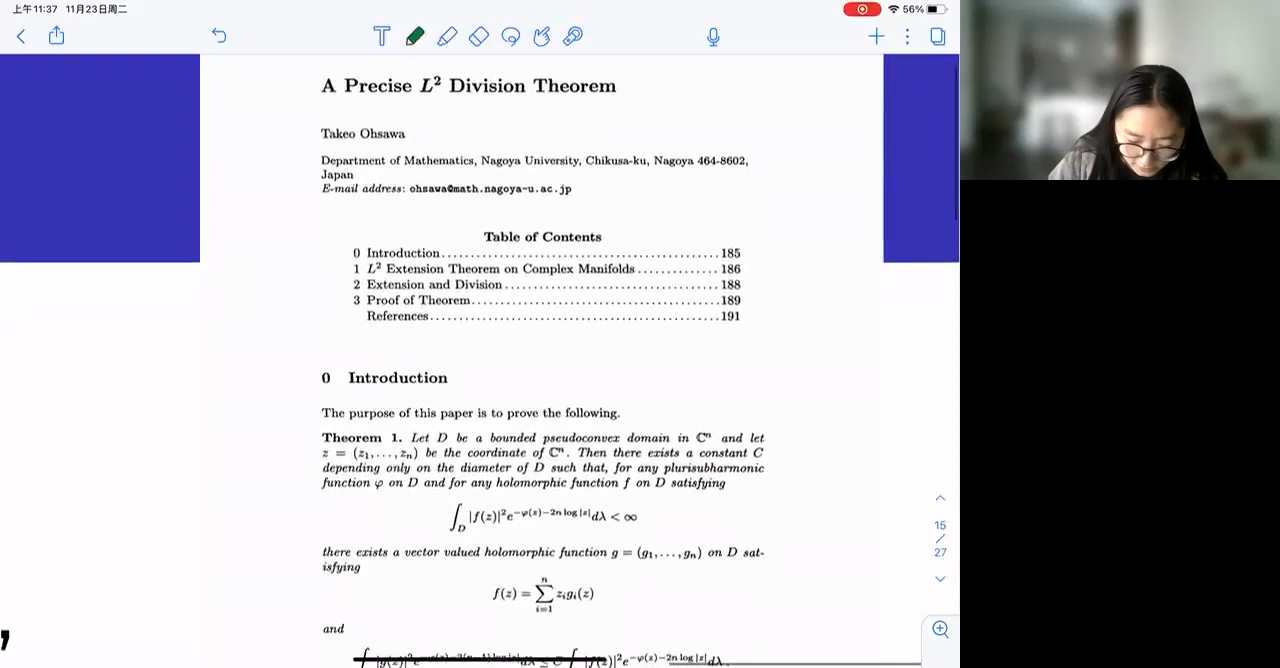 上午11:37 11月23日周二
56%
A Precise L² Division Theorem
Takeo Ohsawa
Department of Mathematics, Nagoya University, Chikusa-ku, Nagoya 464-8602,
Japan
E-mail address: ohsawa@math.nagoya-u.ac.jp
Table of Contents
0 Introduction 185
1 L² Extension Theorem on Complex Manifolds 186
2 Extension and Division 188
3 Proof of Theorem 189
References 191
0 Introduction
The purpose of this paper is to prove the following.
Theorem 1. Let D be a bounded pseudoconvex domain in ℂⁿ and let
z = (z₁,...,zₙ) be the coordinate of ℂⁿ. Then there exists a constant C
depending only on the diameter of D such that, for any plurisubharmonic
function φ on D and for any holomorphic function f on D satisfying
∫_D |f(z)|² e^{-φ(z)-2n log|z|} dλ < ∞
there exists a vector valued holomorphic function g = (g₁,...,gₙ) on D sat-
isfying
f(z) = ∑_{i=1}^{n} zᵢgᵢ(z)
and
|² e^{-φ(z)-2n log|z|} dλ
15
/
27
,